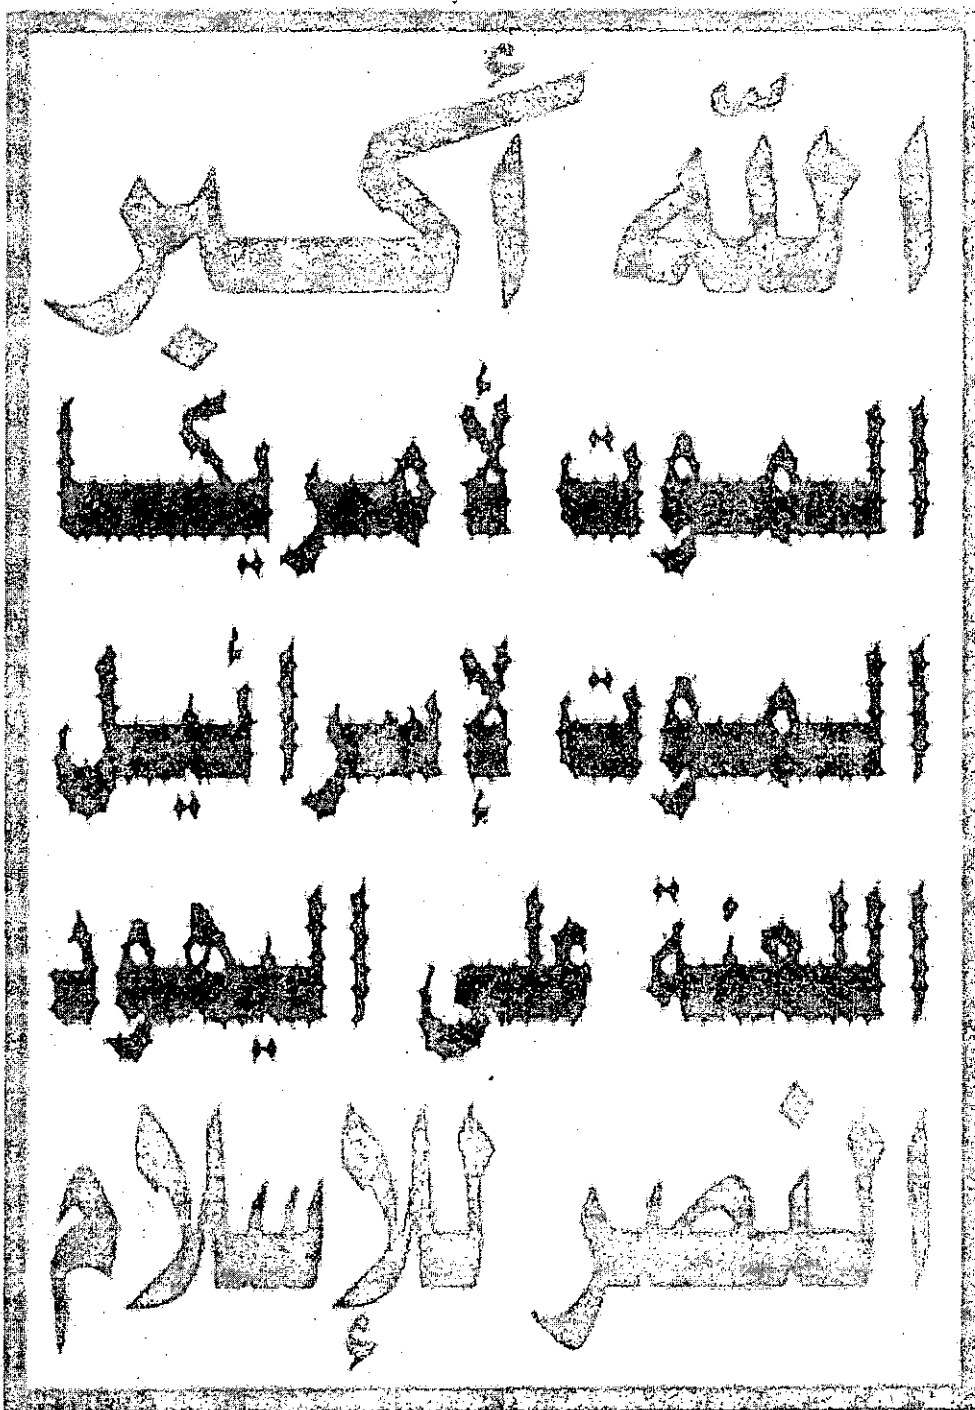 الله أكبر
الموت لأمريكا
الموت لإسرائيل
اللعنة على اليهود
النصر للإسلام